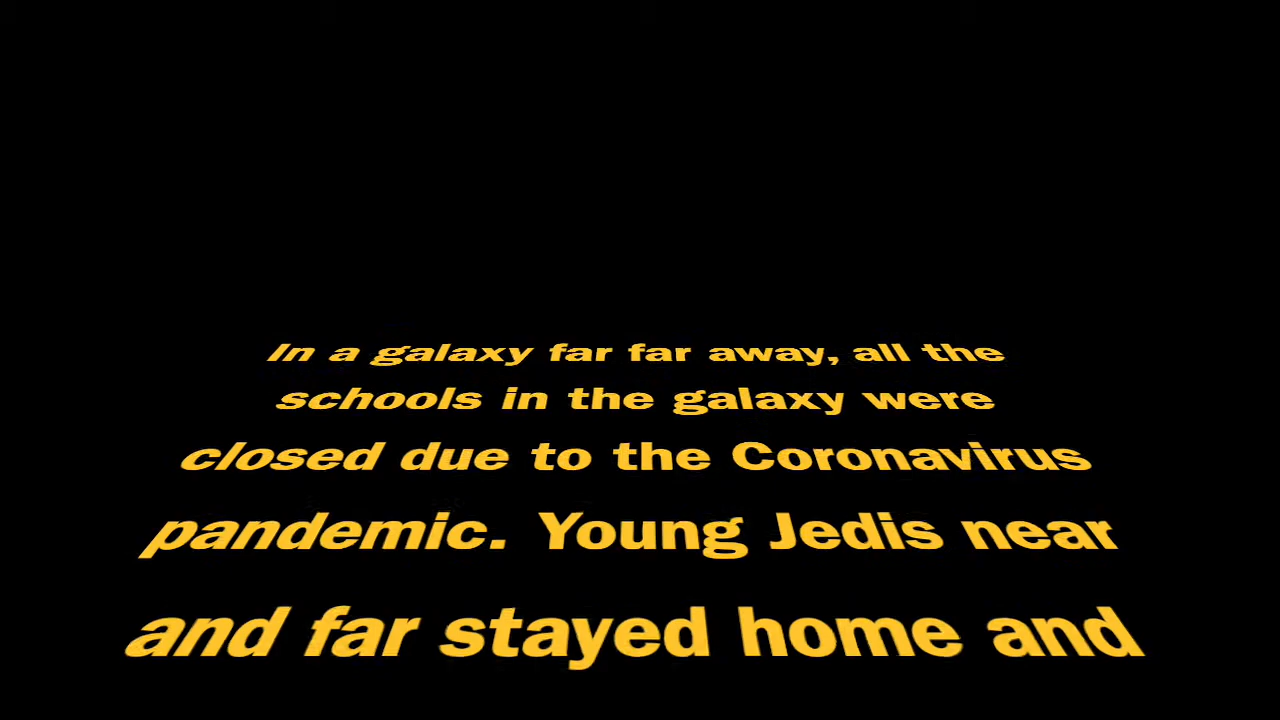 In a galaxy far far away, all the
schools in the galaxy were
closed due to the Coronavirus
pandemic. Young Jedis near
and far stayed home and